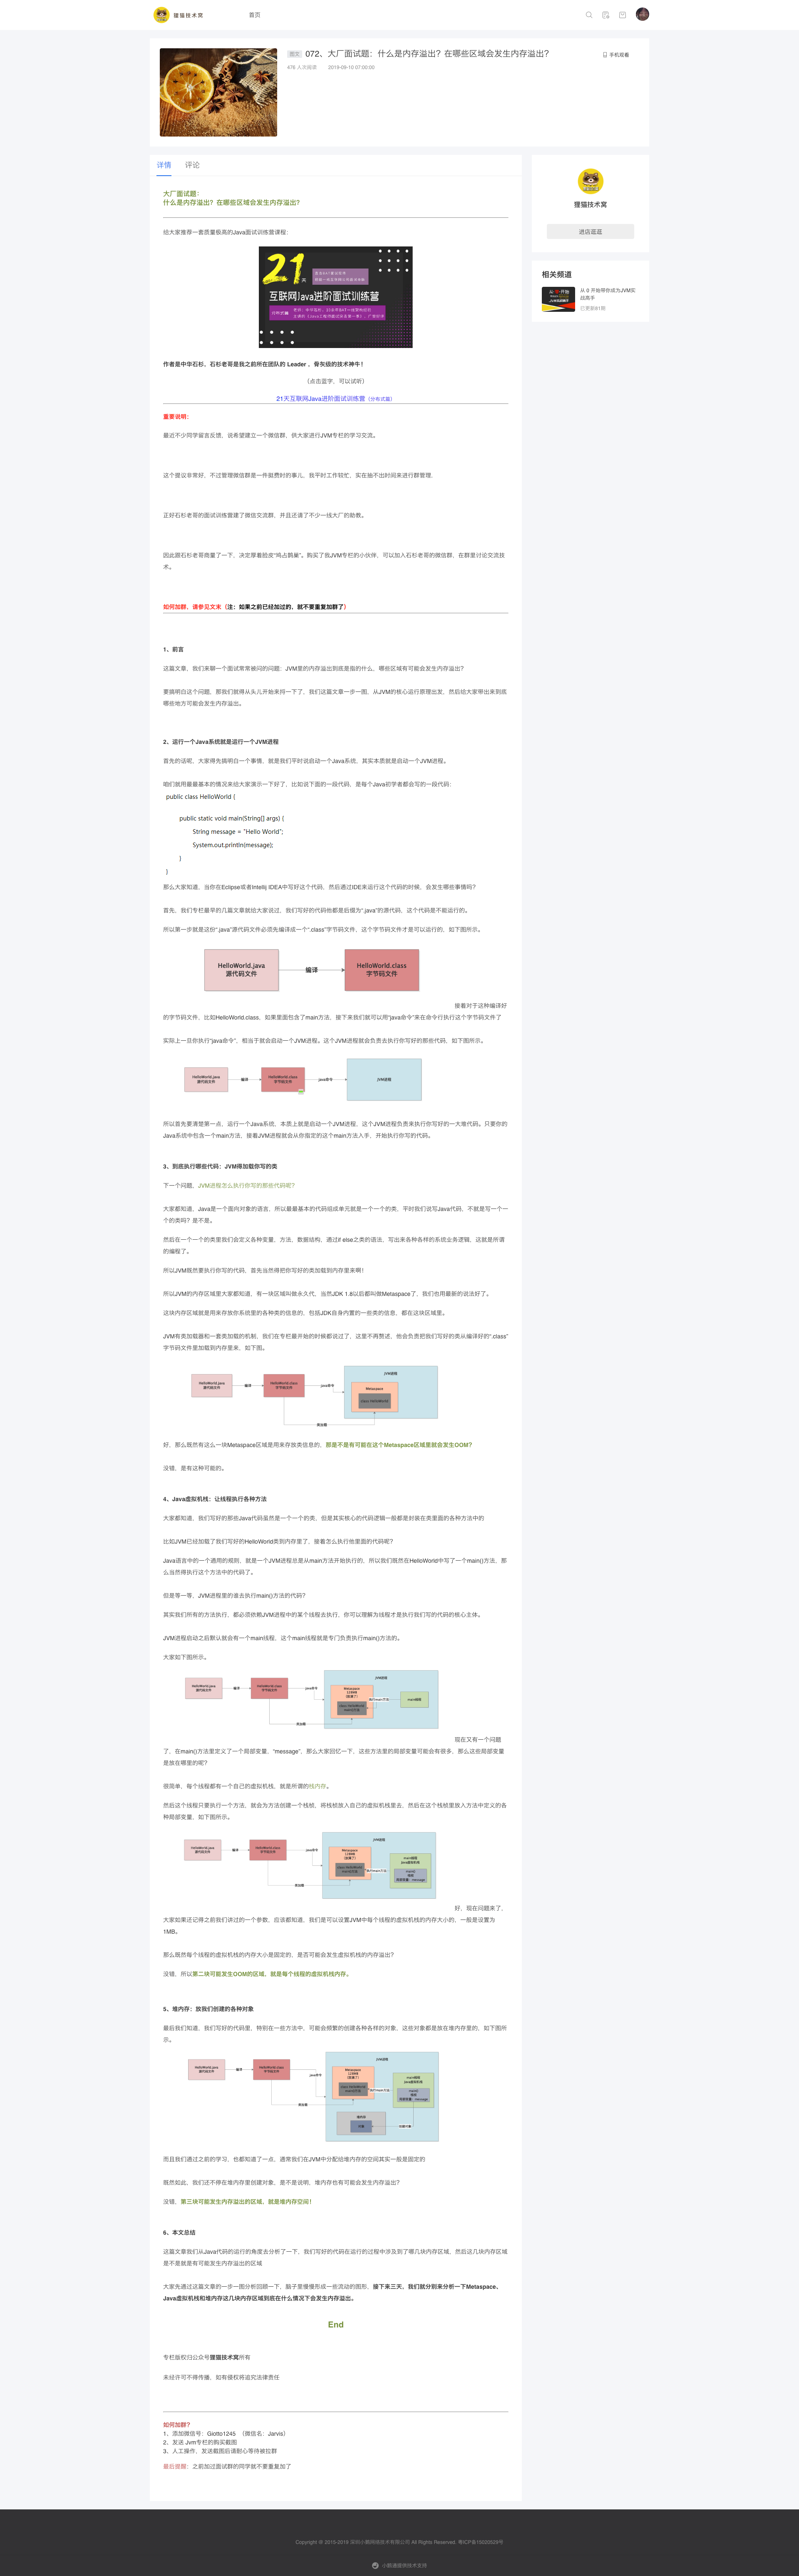 狸猫技术窝
首页
图文 072、大厂面试题：什么是内存溢出？在哪些区域会发生内存溢出？
476 人次阅读 2019-09-10 07:00:00
手机观看
详情 评论
大厂面试题：
什么是内存溢出？在哪些区域会发生内存溢出？
给大家推荐一套质量极高的Java面试训练营课程：
互联网Java进阶面试训练营
作者是中华石杉，石杉老哥是我之前所在团队的 Leader ，骨灰级的技术神牛！
（点击蓝字，可以试听）
21天互联网Java进阶面试训练营（分布式篇）
重要说明：
最近不少同学留言反馈，说希望建立一个微信群，供大家进行JVM专栏的学习交流。
这个提议非常好，不过管理微信群是一件挺费时的事儿，我平时工作较忙，实在抽不出时间来进行群管理.
正好石杉老哥的面试训练营建了微信交流群，并且还请了不少一线大厂的助教。
因此跟石杉老哥商量了一下，决定厚着脸皮“鸠占鹊巢”。购买了我JVM专栏的小伙伴，可以加入石杉老哥的微信群，在群里讨论交流技
术。
如何加群，请参见文末（注：如果之前已经加过的，就不要重复加群了）
1、前言
这篇文章，我们来聊一个面试常常被问的问题：JVM里的内存溢出到底是指的什么，哪些区域有可能会发生内存溢出？
要搞明白这个问题，那我们就得从头儿开始来捋一下了，我们这篇文章一步一图，从JVM的核心运行原理出发，然后给大家带出来到底
哪些地方可能会发生内存溢出。
2、运行一个Java系统就是运行一个JVM进程
首先的话呢，大家得先搞明白一个事情，就是我们平时说启动一个Java系统，其实本质就是启动一个JVM进程。
咱们就用最最基本的情况来给大家演示一下好了，比如说下面的一段代码，是每个Java初学者都会写的一段代码：
public class HelloWorld {
public static void main(String[] args) {
String message = "Hello World";
System.out.println(message);
}
}
那么大家知道，当你在Eclipse或者Intellij IDEA中写好这个代码，然后通过IDE来运行这个代码的时候，会发生哪些事情吗？
首先，我们专栏最早的几篇文章就给大家说过，我们写好的代码他都是后缀为“.java”的源代码，这个代码是不能运行的。
所以第一步就是这份“.java”源代码文件必须先编译成一个“.class”字节码文件，这个字节码文件才是可以运行的，如下图所示。
HelloWorld.java
源代码文件
编译
HelloWorld.class
字节码文件
接着对于这种编译好
的字节码文件，比如HelloWorld.class，如果里面包含了main方法，接下来我们就可以用“java命令”来在命令行执行这个字节码文件了
实际上一旦你执行“java命令”，相当于就会启动一个JVM进程。这个JVM进程就会负责去执行你写好的那些代码，如下图所示。
HelloWorld.java
源代码文件
编译
HelloWorld.class
字节码文件
java命令
JVM进程
所以首先要清楚第一点，运行一个Java系统，本质上就是启动一个JVM进程，这个JVM进程负责来执行你写好的一大堆代码。只要你的
Java系统中包含一个main方法，接着JVM进程就会从你指定的这个main方法入手，开始执行你写的代码。
3、到底执行哪些代码：JVM得加载你写的类
下一个问题，JVM进程怎么执行你写的那些代码呢？
大家都知道，Java是一个面向对象的语言，所以最最基本的代码组成单元就是一个一个的类，平时我们说写Java代码，不就是写一个一
个的类吗？是不是。
然后在一个一个的类里我们会定义各种变量，方法，数据结构，通过if else之类的语法，写出来各种各样的系统业务逻辑，这就是所谓
的编程了。
所以JVM既然要执行你写的代码，首先当然得把你写好的类加载到内存里来啊！
所以JVM的内存区域里大家都知道，有一块区域叫做永久代，当然JDK 1.8以后都叫做Metaspace了，我们也用最新的说法好了。
这块内存区域就是用来存放你系统里的各种类的信息的，包括JDK自身内置的一些类的信息，都在这块区域里。
JVM有类加载器和一套类加载的机制，我们在专栏最开始的时候都说过了，这里不再赘述，他会负责把我们写好的类从编译好的“.class”
字节码文件里加载到内存里来，如下图。
HelloWorld.java
源代码文件
编译
HelloWorld.class
字节码文件
java命令
JVM进程
Metaspace
class HelloWorld
类加载
好，那么既然有这么一块Metaspace区域是用来存放类信息的，那是不是有可能在这个Metaspace区域里就会发生OOM？
没错，是有这种可能的。
4、Java虚拟机栈：让线程执行各种方法
大家都知道，我们写好的那些Java代码虽然是一个一个的类，但是其实核心的代码逻辑一般都是封装在类里面的各种方法中的
比如JVM已经加载了我们写好的HelloWorld类到内存里了，接着怎么执行他里面的代码呢？
Java语言中的一个通用的规则，就是一个JVM进程总是从main方法开始执行的，所以我们既然在HelloWorld中写了一个main()方法，那
么当然得执行这个方法中的代码了。
但是等一等，JVM进程里的谁去执行main()方法的代码？
其实我们所有的方法执行，都必须依赖JVM进程中的某个线程去执行，你可以理解为线程才是执行我们写的代码的核心主体。
JVM进程启动之后默认就会有一个main线程，这个main线程就是专门负责执行main()方法的。
大家如下图所示。
HelloWorld.java
源代码文件
编译
HelloWorld.class
字节码文件
java命令
JVM进程
Metaspace
main线程
类加载
现在又有一个问题
了，在main()方法里定义了一个局部变量，“message”，那么大家回忆一下，这些方法里的局部变量可能会有很多，那么这些局部变量
是放在哪里的呢？
很简单，每个线程都有一个自己的虚拟机栈，就是所谓的栈内存。
然后这个线程只要执行一个方法，就会为方法创建一个栈桢，将栈桢放入自己的虚拟机栈里去，然后在这个栈桢里放入方法中定义的各
种局部变量，如下图所示。
HelloWorld.java
源代码文件
编译
HelloWorld.class
字节码文件
java命令
JVM进程
Metaspace
main线程
Java虚拟机栈
类加载
好，现在问题来了，
大家如果还记得之前我们讲过的一个参数，应该都知道，我们是可以设置JVM中每个线程的虚拟机栈的内存大小的，一般是设置为
1MB。
那么既然每个线程的虚拟机栈的内存大小是固定的，是否可能会发生虚拟机栈的内存溢出？
没错，所以第二块可能发生OOM的区域，就是每个线程的虚拟机栈内存。
5、堆内存：放我们创建的各种对象
最后我们知道，我们写好的代码里，特别在一些方法中，可能会频繁的创建各种各样的对象，这些对象都是放在堆内存里的，如下图所
示。
HelloWorld.java
源代码文件
编译
HelloWorld.class
字节码文件
java命令
JVM进程
Metaspace
main线程
Java虚拟机栈
类加载
堆内存
对象
创建对象
而且我们通过之前的学习，也都知道了一点，通常我们在JVM中分配给堆内存的空间其实一般是固定的
既然如此，我们还不停在堆内存里创建对象，是不是说明，堆内存也有可能会发生内存溢出？
没错，第三块可能发生内存溢出的区域，就是堆内存空间！
6、本文总结
这篇文章我们从Java代码的运行的角度去分析了一下，我们写好的代码在运行的过程中涉及到了哪几块内存区域，然后这几块内存区域
是不是就是有可能发生内存溢出的区域
大家先通过这篇文章的一步一图分析回顾一下，脑子里慢慢形成一些流动的图形，接下来三天，我们就分别来分析一下Metaspace、
Java虚拟机栈和堆内存这几块内存区域到底在什么情况下会发生内存溢出。
End
专栏版权归公众号狸猫技术窝所有
未经许可不得传播，如有侵权将追究法律责任
如何加群？
1、添加微信号：Giotto1245 （微信名：Jarvis）
2、发送 Jvm专栏的购买截图
3、人工操作，发送截图后请耐心等待被拉群
最后提醒：之前加过面试群的同学就不要重复加了
狸猫技术窝
进店逛逛
相关频道
从 0 开始带你成为JVM实
战高手
已更新81期
Copyright © 2015-2019 深圳小鹅网络技术有限公司 All Rights Reserved. 粤ICP备15020529号
小鹅通提供技术支持